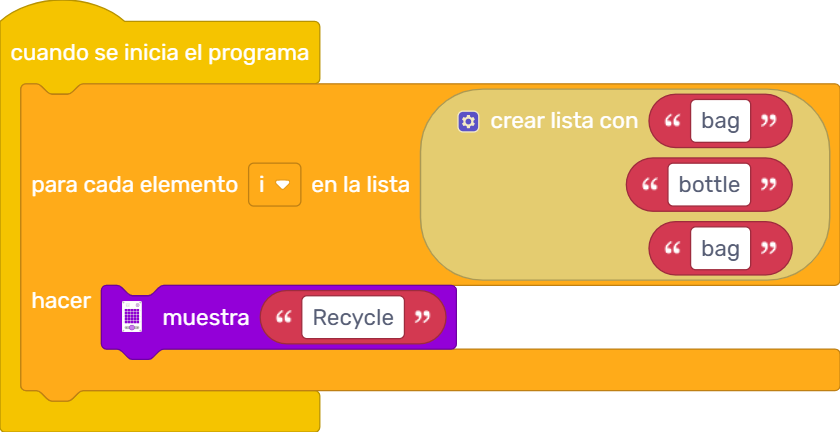 cuando se inicia el programa
crear lista con “ bag ”
para cada elemento i en la lista “ bottle ”
“ bag ”
hacer muestra “ Recycle ”